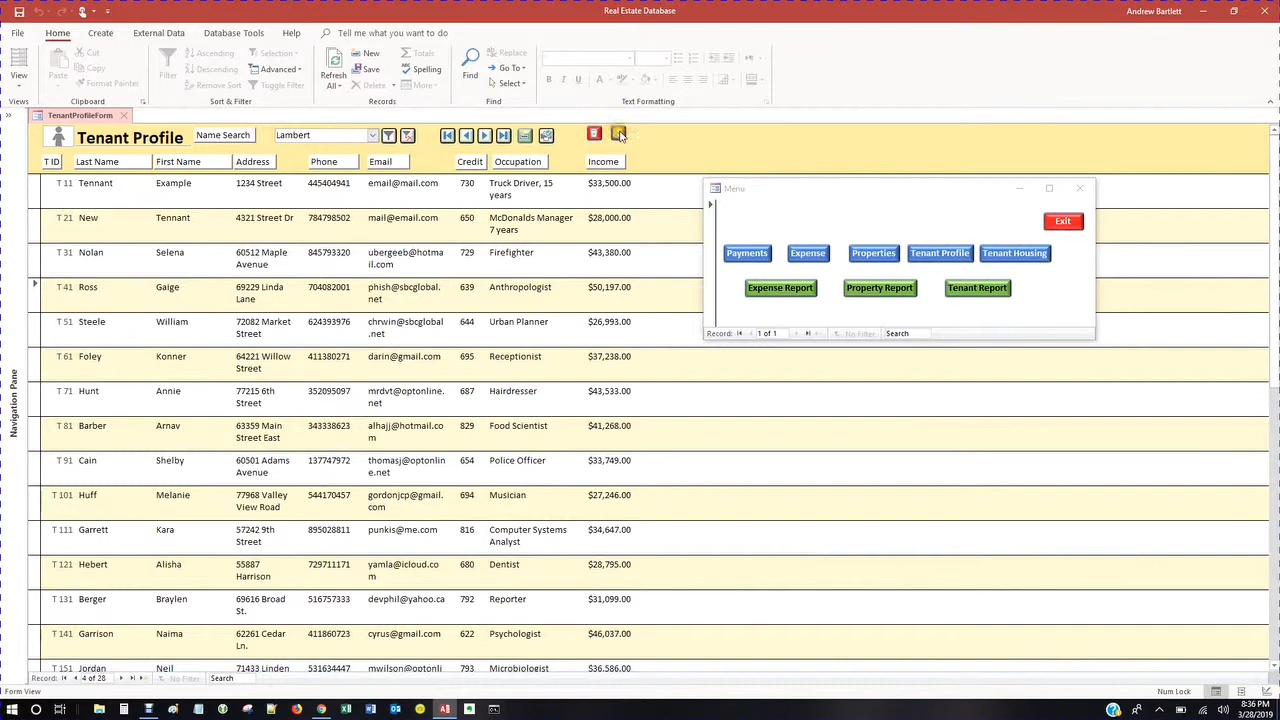 Real Estate Database
Andrew Bartlett
File Home Create External Data Database Tools Help Tell me what you want to do
View
Views
Paste
Cut
Copy
Format Painter
Clipboard
Filter
Ascending
Descending
Remove Sort
Selection
Advanced
Toggle Filter
Sort & Filter
Refresh
All
New
Save
Delete
Totals
Spelling
More
Records
Find
Replace
Go To
Select
Find
B I U A
Text Formatting
TenantProfileForm
Tenant Profile Name Search Lambert
T ID Last Name First Name Address Phone Email Credit Occupation Income
T 11 Tennant Example 1234 Street 445404941 email@mail.com 730 Truck Driver, 15 $33,500.00
years
T 21 New Tennant 4321 Street Dr 784798502 mail@email.com 650 McDonalds Manager $28,000.00
7 years
T 31 Nolan Selena 60512 Maple 845793320 ubergeeb@hotma 635 Firefighter $43,380.00
Avenue il.com
T 41 Ross Gaige 69229 Linda 704082001 phish@sbcglobal 639 Anthropologist $50,197.00
Lane .net
T 51 Steele William 72082 Market 624393976 chrwin@sbcglobal 644 Urban Planner $26,993.00
Street .net
T 61 Foley Konner 64221 Willow 411380271 darin@gmail.com 695 Receptionist $37,238.00
Street
T 71 Hunt Annie 77215 6th 352095097 mrdvt@optonline. 687 Hairdresser $43,533.00
Street net
T 81 Barber Arnav 63359 Main 343338623 alhajj@hotmail.co 829 Food Scientist $41,268.00
Street East m
T 91 Cain Shelby 60501 Adams 137747972 thomasj@optonlin 654 Police Officer $33,749.00
Avenue e.net
T 101 Huff Melanie 77968 Valley 544170457 gordonjcp@gmail. 694 Musician $27,246.00
View Road com
T 111 Garrett Kara 57242 9th 895028811 punkis@me.com 816 Computer Systems $34,647.00
Street Analyst
T 121 Hebert Alisha 55887 729711171 yamla@icloud.co 680 Dentist $28,795.00
Harrison m
T 131 Berger Braylen 69616 Broad 516757333 devphil@yahoo.ca 792 Reporter $31,099.00
St.
T 141 Garrison Naima 62261 Cedar 411860723 cyrus@gmail.com 622 Psychologist $46,037.00
Ln.
T 151 Jordan Neil 71433 Linden 531634447 mwilson@optonli 793 Microbiologist $36,586.00
Menu
Exit
Payments Expense Properties Tenant Profile Tenant Housing
Expense Report Property Report Tenant Report
Record: 1 of 1 No Filter Search
Navigation Pane
Record: 4 of 28 No Filter Search
Form View
Num Lock
8:36 PM
3/28/2019